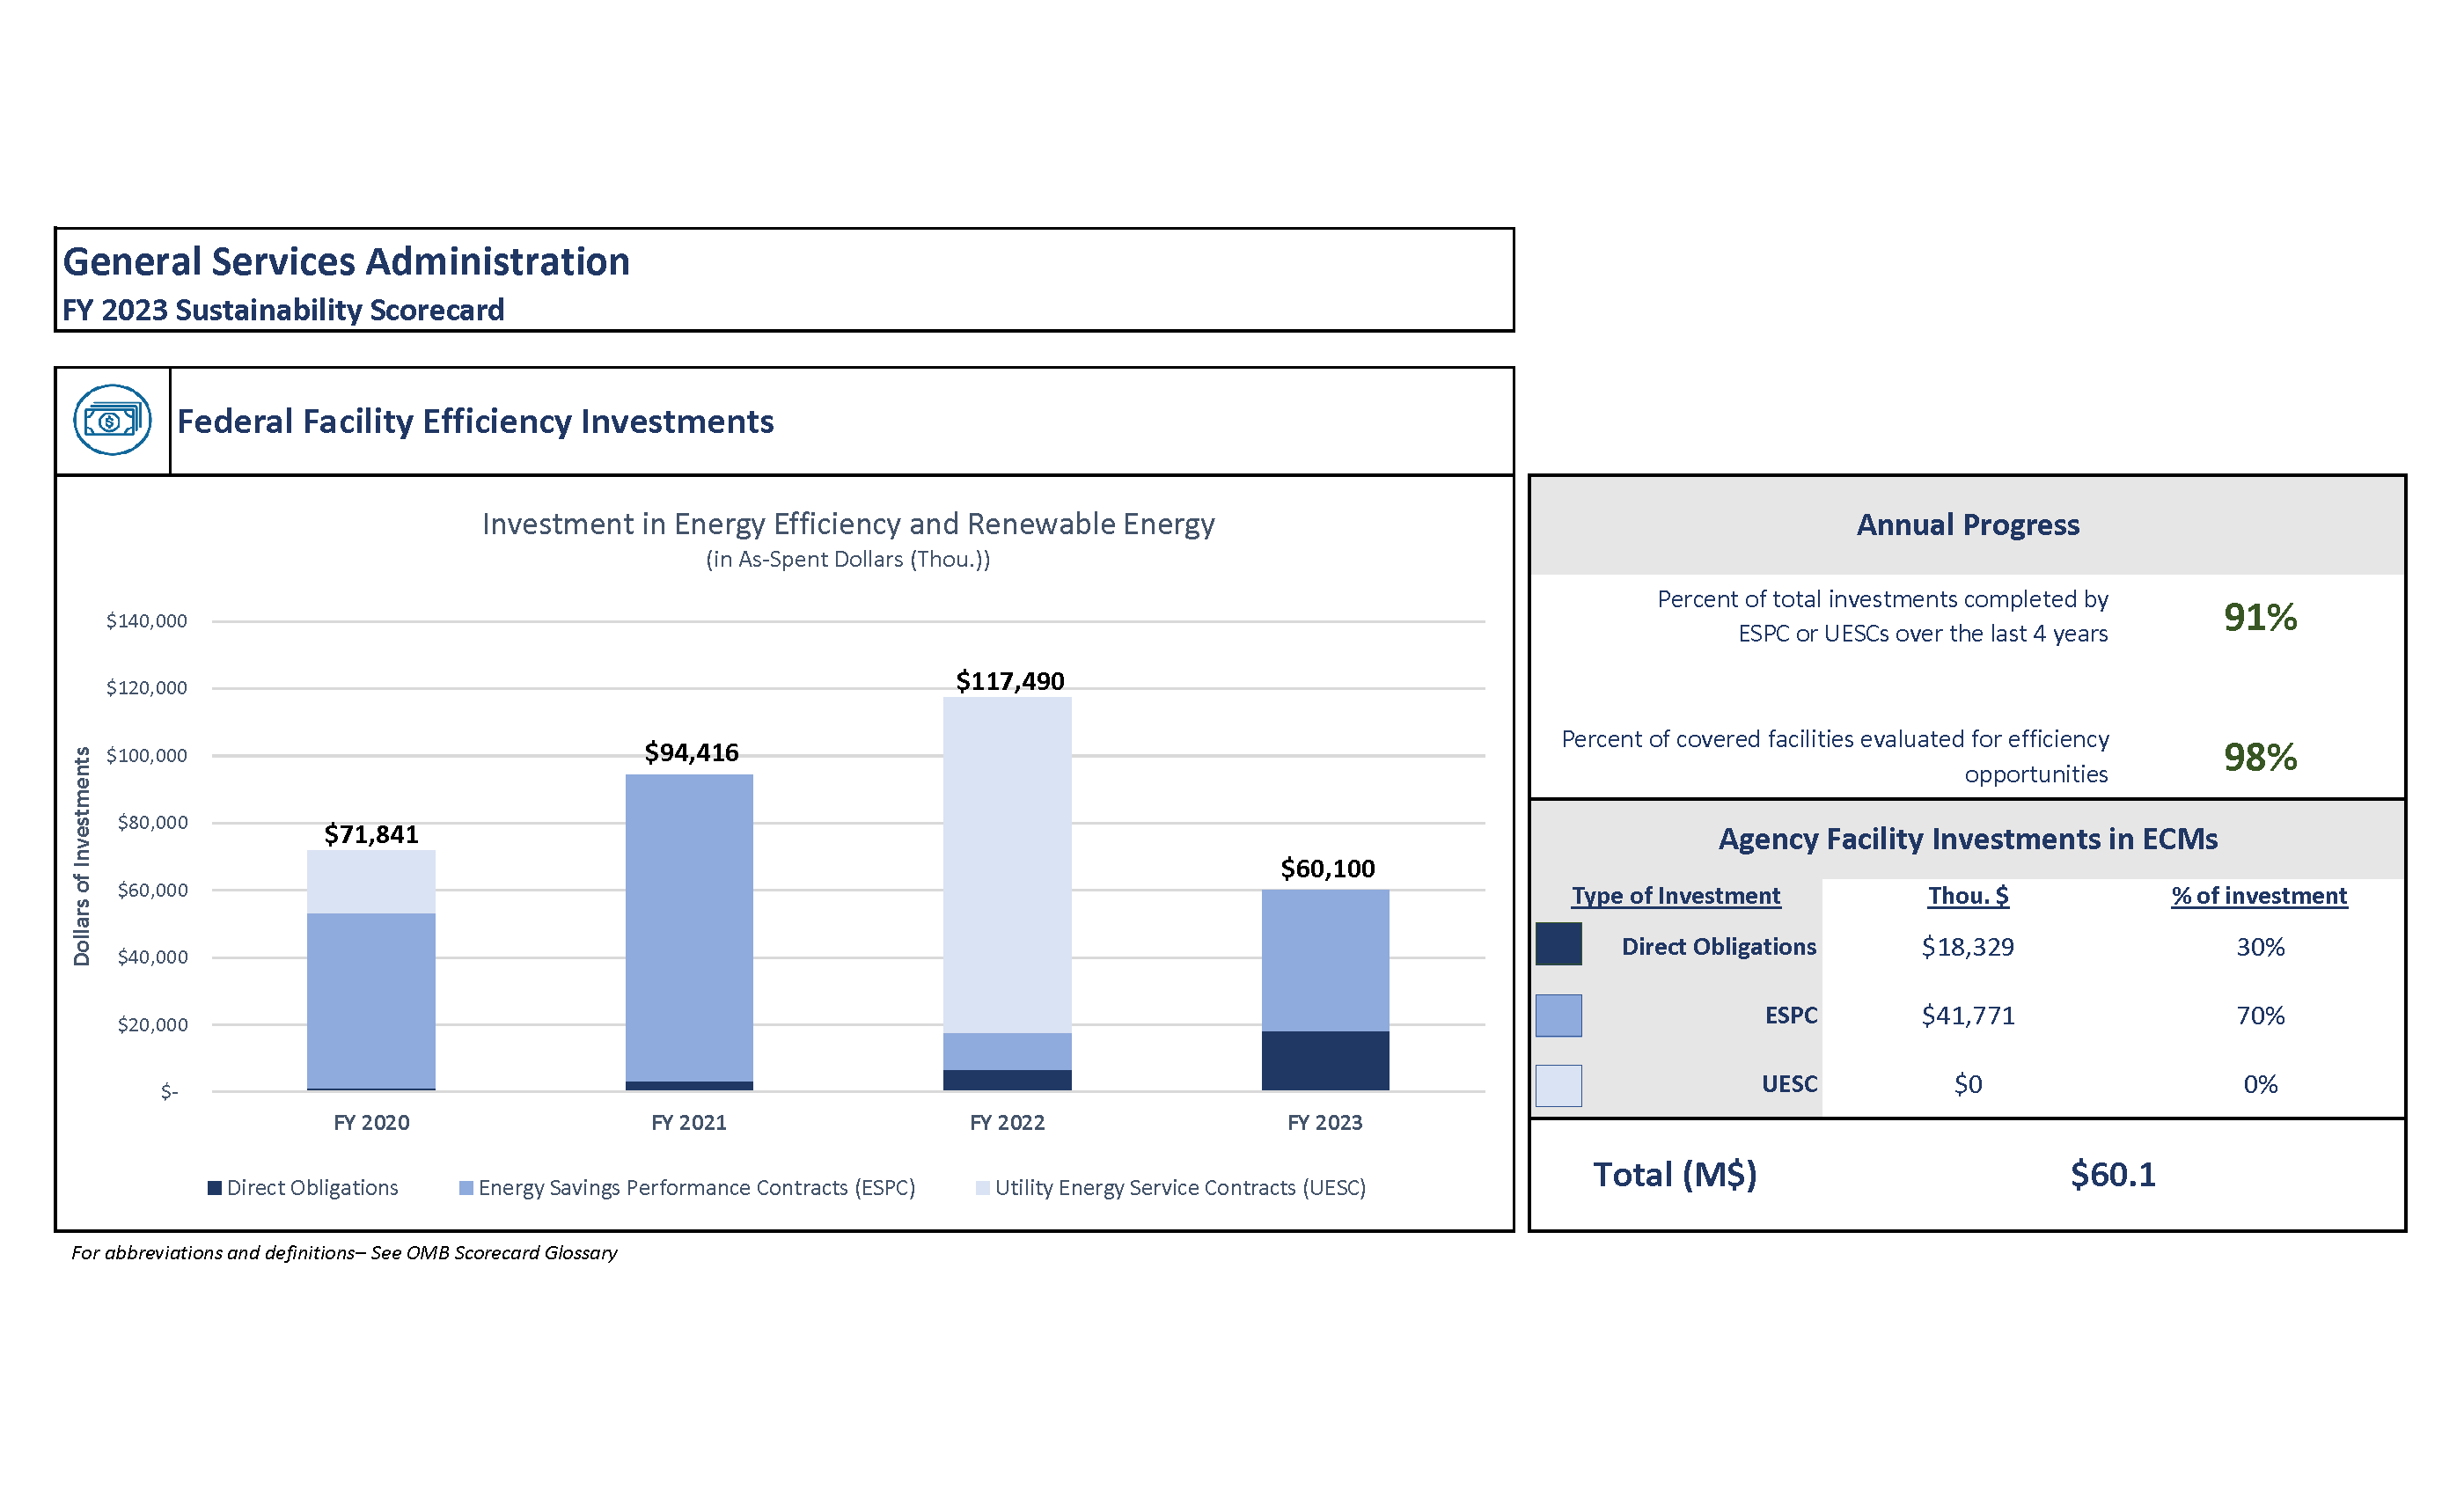 General Services Administration
FY 2023 Sustainability Scorecard
Federal Facility Efficiency Investments
Investment in Energy Efficiency and Renewable Energy
(in As-Spent Dollars (Thou.))
Dollars of Investments
$140,000
$120,000
$100,000
$80,000
$60,000
$40,000
$20,000
$-
$71,841
$94,416
$117,490
$60,100
FY 2020
FY 2021
FY 2022
FY 2023
Direct Obligations
Energy Savings Performance Contracts (ESPC)
Utility Energy Service Contracts (UESC)
For abbreviations and definitions– See OMB Scorecard Glossary
Annual Progress
Percent of total investments completed by
ESPC or UESCs over the last 4 years
91%
Percent of covered facilities evaluated for efficiency
opportunities
98%
Agency Facility Investments in ECMs
Type of Investment Thou. $ % of investment
Direct Obligations $18,329 30%
ESPC $41,771 70%
UESC $0 0%
Total (M$) $60.1